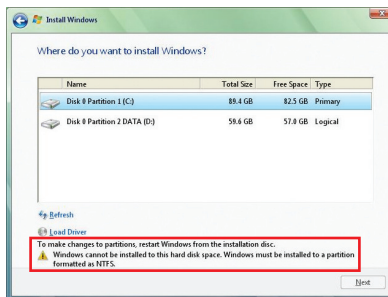 Install Windows
Where do you want to install Windows?
Name Total Size Free Space Type
Disk 0 Partition 1 (C:) 89.4 GB 82.5 GB Primary
Disk 0 Partition 2 DATA (D:) 59.6 GB 57.0 GB Logical
Refresh
Load Driver
To make changes to partitions, restart Windows from the installation disc.
Windows cannot be installed to this hard disk space. Windows must be installed to a partition
formatted as NTFS.
Next